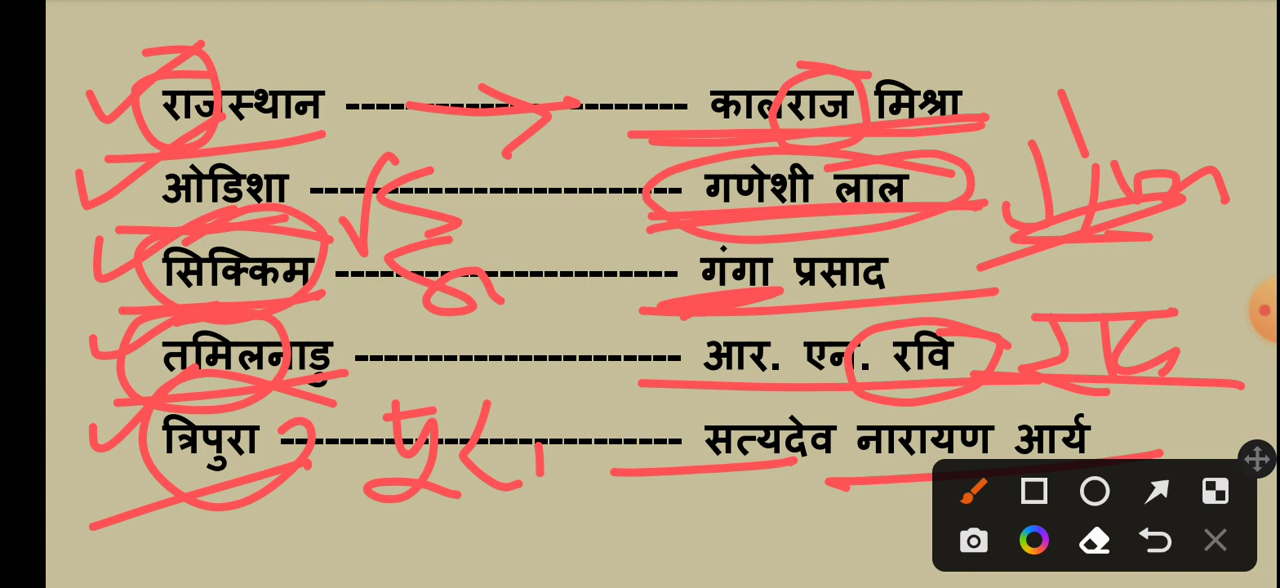 राजस्थान ----------------------- कालराज मिश्रा
ओडिशा ------------------------- गणेशी लाल
सिक्किम ----------------------- गंगा प्रसाद
तमिलनाडु ---------------------- आर. एन. रवि
त्रिपुरा --------------------------- सत्यदेव नारायण आर्य